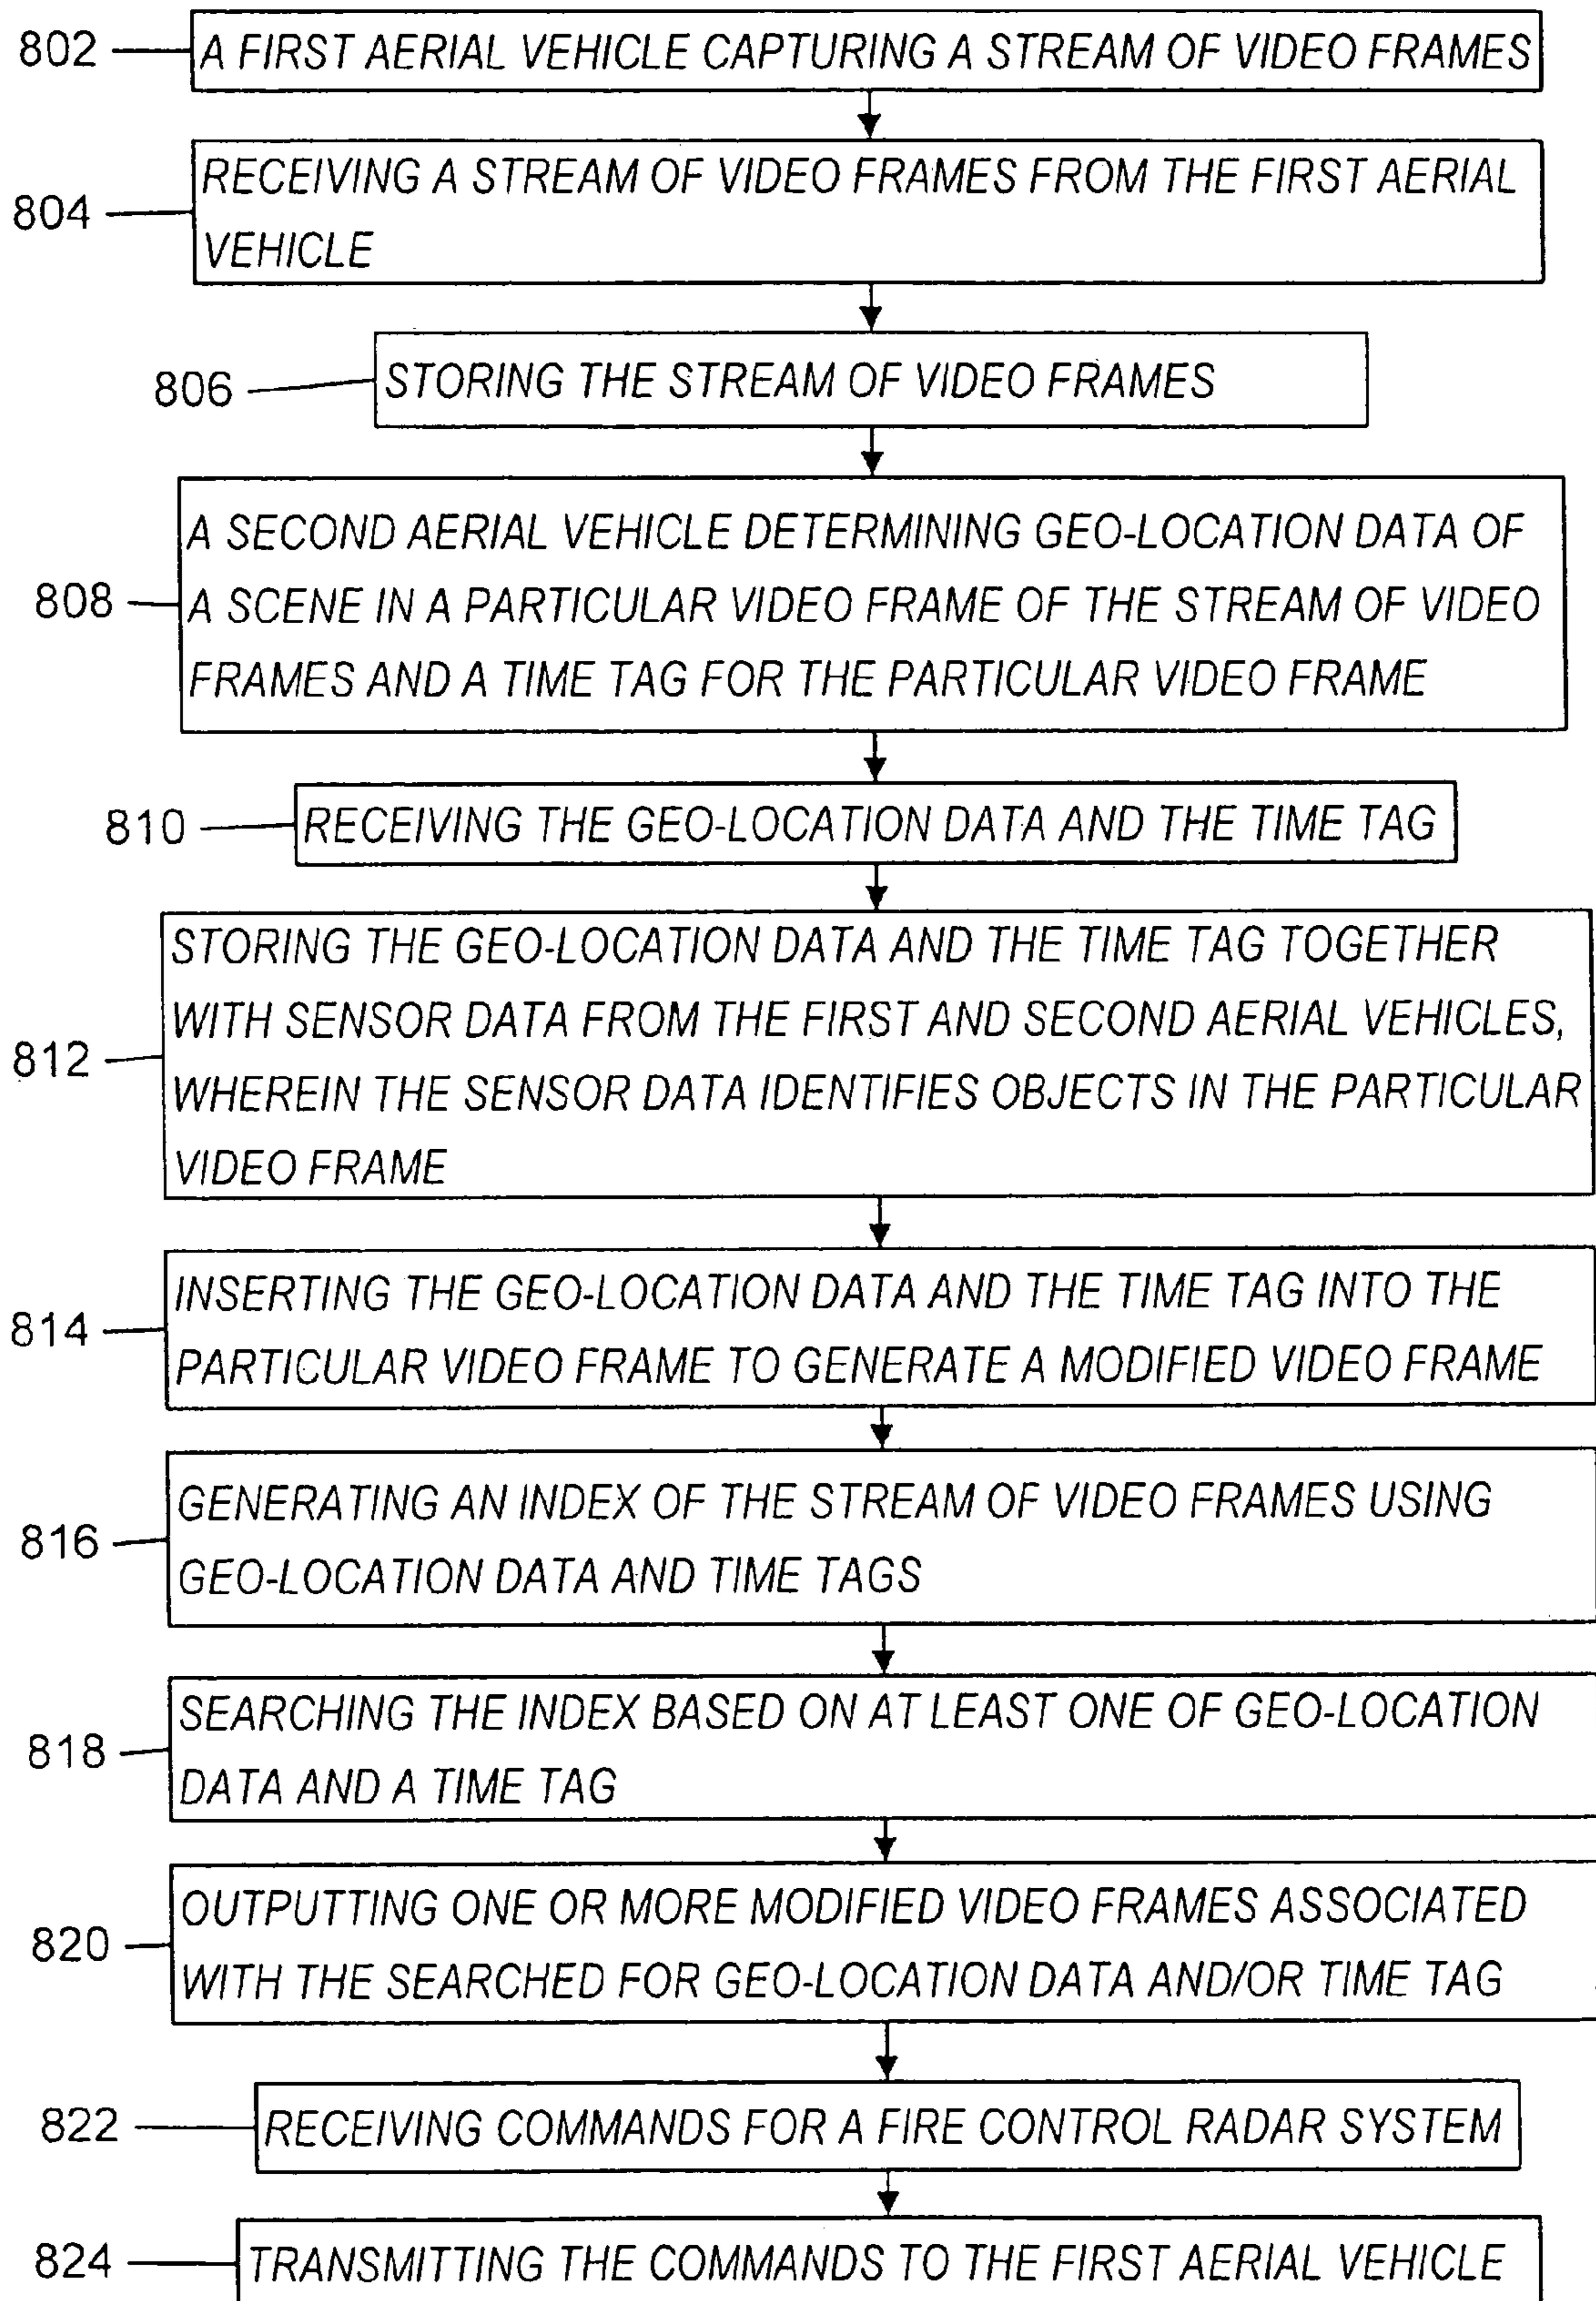 802
A FIRST AERIAL VEHICLE CAPTURING A STREAM OF VIDEO FRAMES
804
RECEIVING A STREAM OF VIDEO FRAMES FROM THE FIRST AERIAL
VEHICLE
806
STORING THE STREAM OF VIDEO FRAMES
808
A SECOND AERIAL VEHICLE DETERMINING GEO-LOCATION DATA OF
A SCENE IN A PARTICULAR VIDEO FRAME OF THE STREAM OF VIDEO
FRAMES AND A TIME TAG FOR THE PARTICULAR VIDEO FRAME
810
RECEIVING THE GEO-LOCATION DATA AND THE TIME TAG
812
STORING THE GEO-LOCATION DATA AND THE TIME TAG TOGETHER
WITH SENSOR DATA FROM THE FIRST AND SECOND AERIAL VEHICLES,
WHEREIN THE SENSOR DATA IDENTIFIES OBJECTS IN THE PARTICULAR
VIDEO FRAME
814
INSERTING THE GEO-LOCATION DATA AND THE TIME TAG INTO THE
PARTICULAR VIDEO FRAME TO GENERATE A MODIFIED VIDEO FRAME
816
GENERATING AN INDEX OF THE STREAM OF VIDEO FRAMES USING
GEO-LOCATION DATA AND TIME TAGS
818
SEARCHING THE INDEX BASED ON AT LEAST ONE OF GEO-LOCATION
DATA AND A TIME TAG
820
OUTPUTTING ONE OR MORE MODIFIED VIDEO FRAMES ASSOCIATED
WITH THE SEARCHED FOR GEO-LOCATION DATA AND/OR TIME TAG
822
RECEIVING COMMANDS FOR A FIRE CONTROL RADAR SYSTEM
824
TRANSMITTING THE COMMANDS TO THE FIRST AERIAL VEHICLE